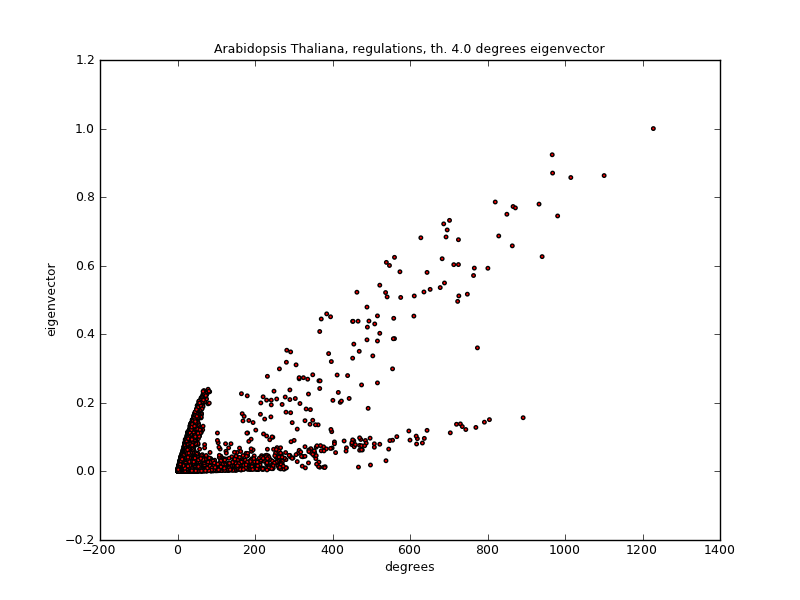 Arabidopsis Thaliana, regulations, th. 4.0 degrees eigenvector
1.2
1.0
0.8
0.6
0.4
0.2
0.0
−0.2
eigenvector
−200 0 200 400 600 800 1000 1200 1400
degrees